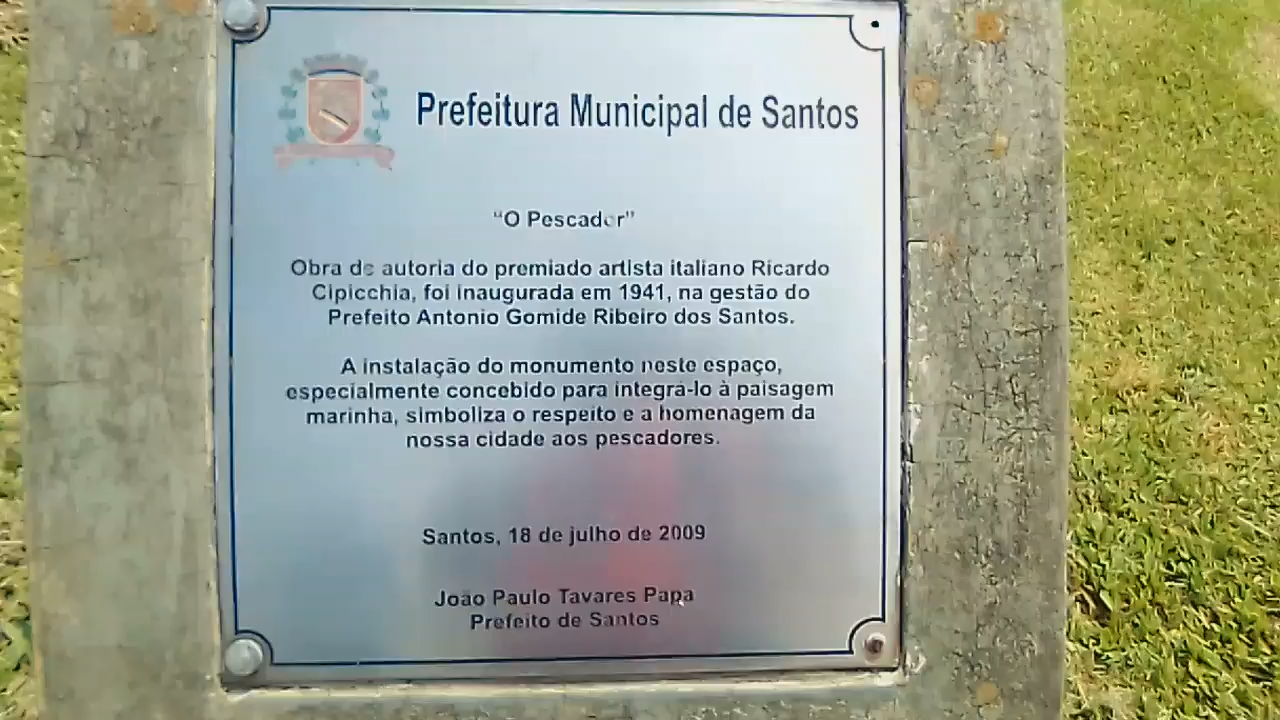 Prefeitura Municipal de Santos
“O Pescador”
Obra de autoria do premiado artista italiano Ricardo
Cipicchia, foi inaugurada em 1941, na gestão do
Prefeito Antonio Gomide Ribeiro dos Santos.
A instalação do monumento neste espaço,
especialmente concebido para integrá-lo à paisagem
marinha, simboliza o respeito e a homenagem da
nossa cidade aos pescadores.
Santos, 18 de julho de 2009
João Paulo Tavares Papa
Prefeito de Santos